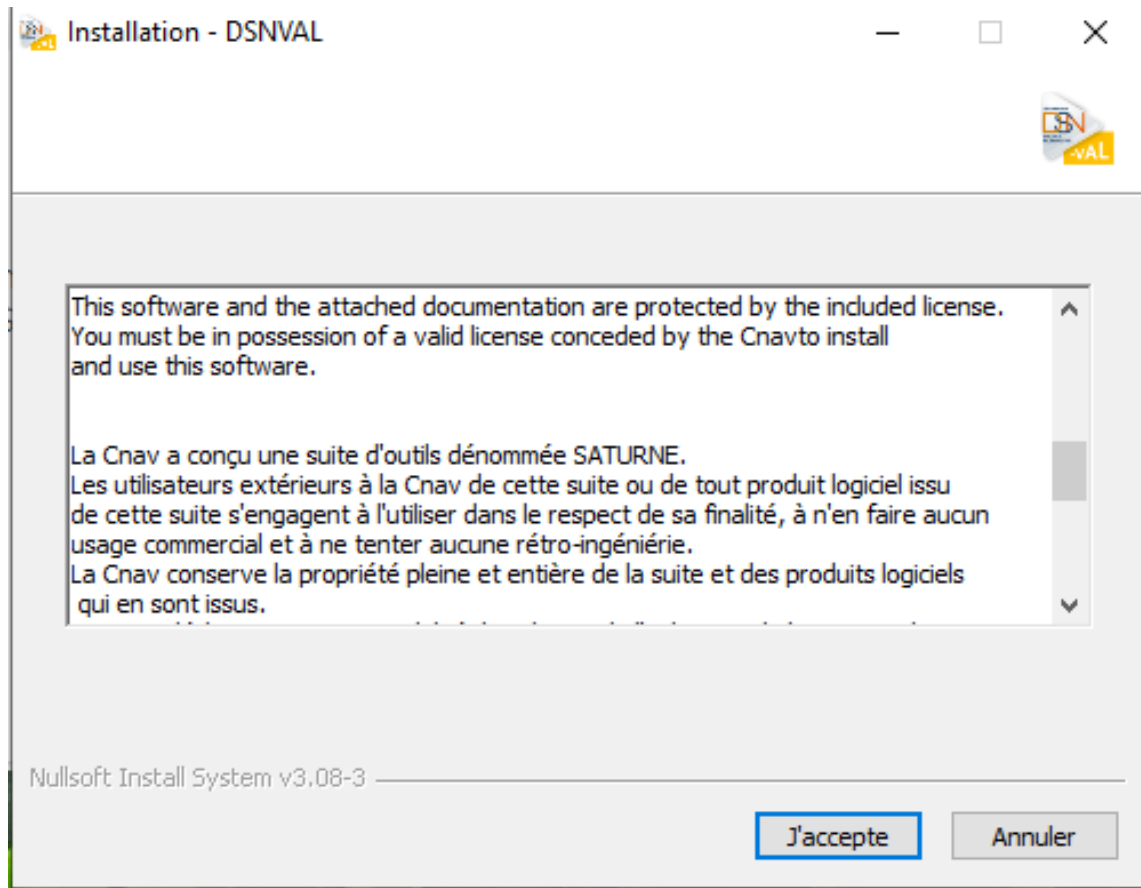 Installation - DSNVAL
DSN
-vAL
This software and the attached documentation are protected by the included license.
You must be in possession of a valid license conceded by the Cnavto install
and use this software.
La Cnav a conçu une suite d'outils dénommée SATURNE.
Les utilisateurs extérieurs à la Cnav de cette suite ou de tout produit logiciel issu
de cette suite s'engagent à l'utiliser dans le respect de sa finalité, à n'en faire aucun
usage commercial et à ne tenter aucune rétro-ingéniérie.
La Cnav conserve la propriété pleine et entière de la suite et des produits logiciels
qui en sont issus.
Nullsoft Install System v3.08-3
J'accepte
Annuler